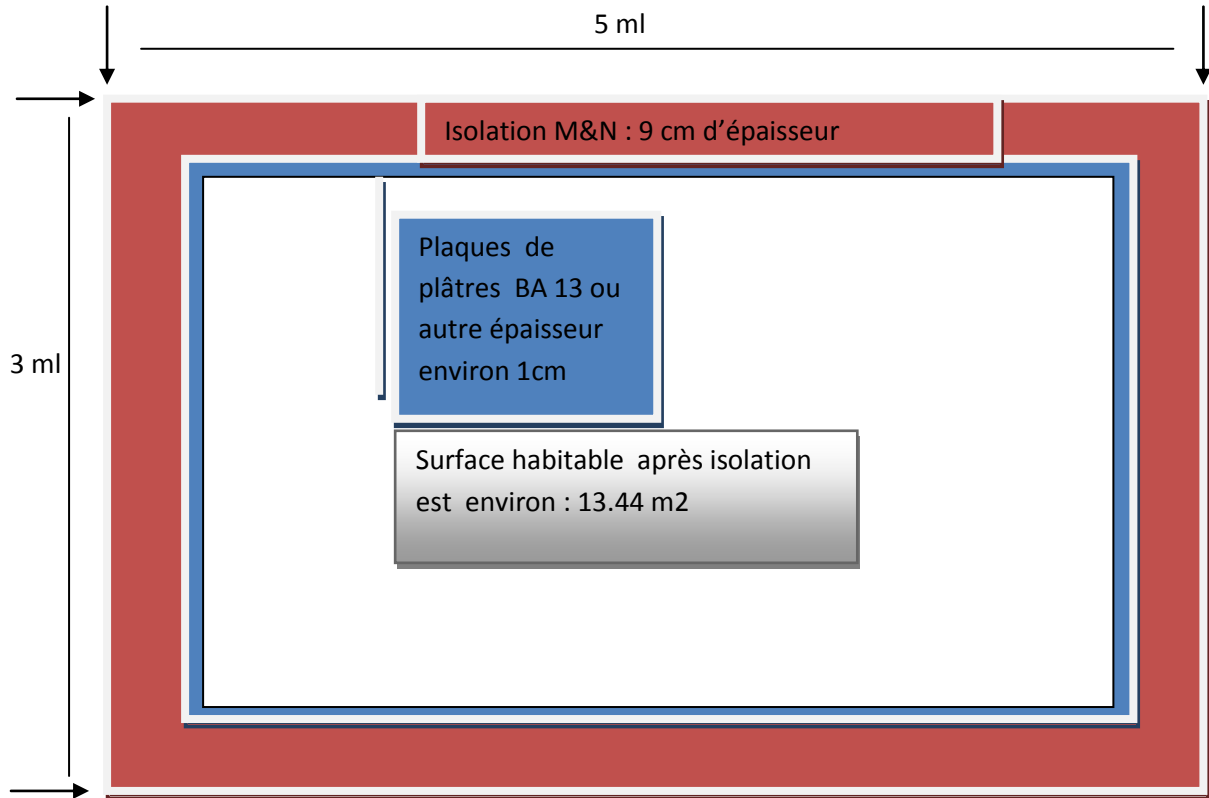 5 ml
Isolation M&N : 9 cm d’épaisseur
Plaques de
plâtres BA 13 ou
autre épaisseur
environ 1cm
3 ml
Surface habitable après isolation
est environ : 13.44 m2